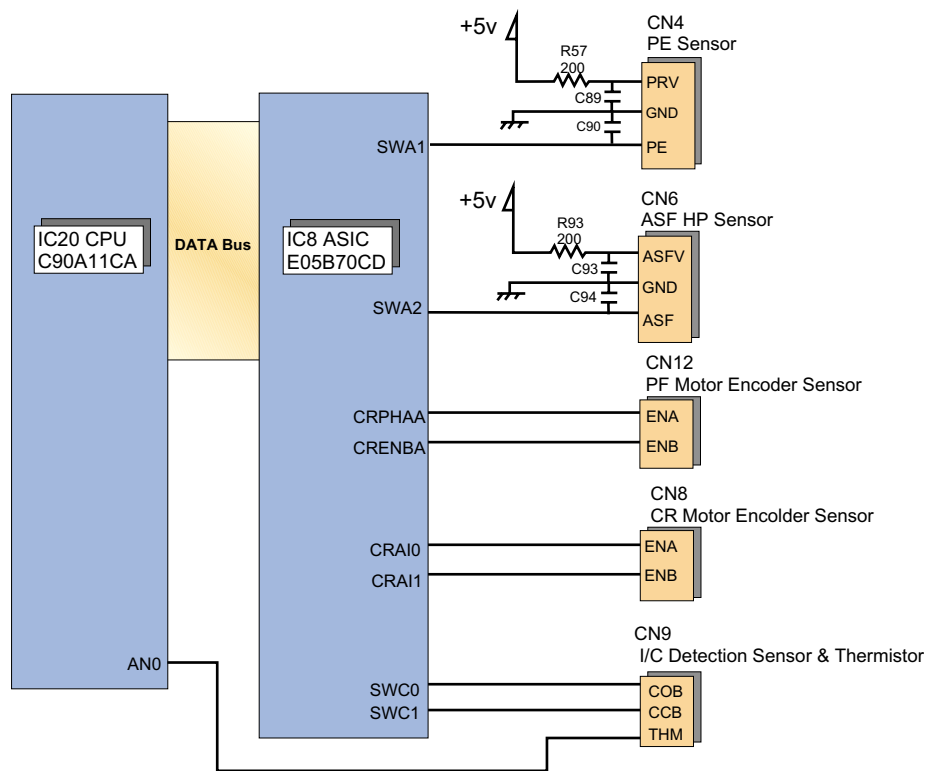 +5v
CN4
PE Sensor
R57
200
PRV
C89
GND
C90
SWA1
PE
+5v
CN6
ASF HP Sensor
IC20 CPU
C90A11CA
DATA Bus
IC8 ASIC
E05B70CD
R93
200
ASFV
C93
GND
C94
SWA2
ASF
CN12
PF Motor Encoder Sensor
CRPHAA
ENA
CRENBA
ENB
CN8
CR Motor Encolder Sensor
CRAI0
ENA
CRAI1
ENB
CN9
I/C Detection Sensor & Thermistor
AN0
SWC0
COB
SWC1
CCB
THM